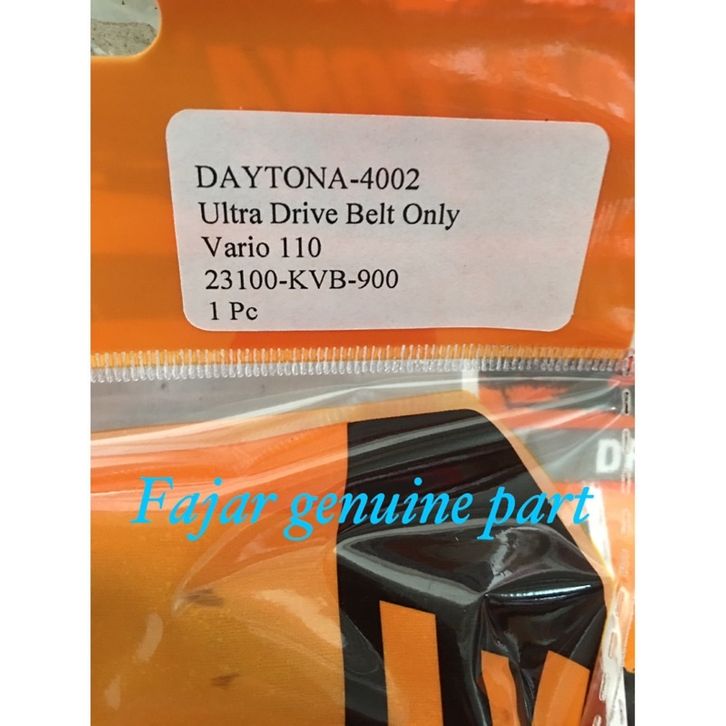 DAYTONA-4002
Ultra Drive Belt Only
Vario 110
23100-KVB-900
1 Pc
Fajar genuine part